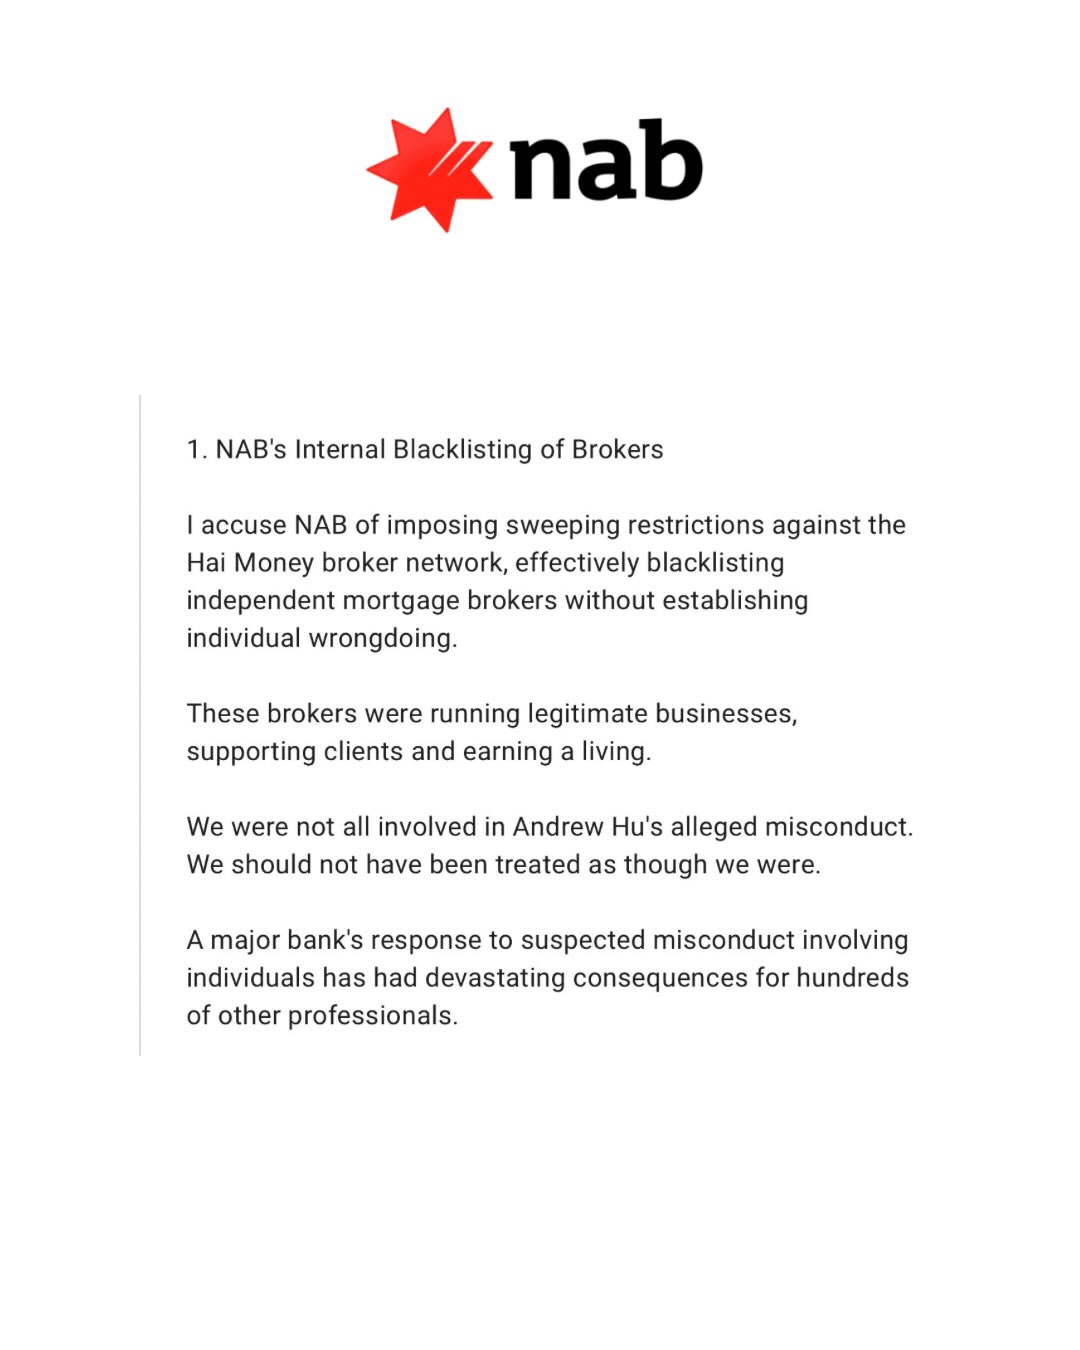 nab
1. NAB's Internal Blacklisting of Brokers
I accuse NAB of imposing sweeping restrictions against the
Hai Money broker network, effectively blacklisting
independent mortgage brokers without establishing
individual wrongdoing.
These brokers were running legitimate businesses,
supporting clients and earning a living.
We were not all involved in Andrew Hu's alleged misconduct.
We should not have been treated as though we were.
A major bank's response to suspected misconduct involving
individuals has had devastating consequences for hundreds
of other professionals.